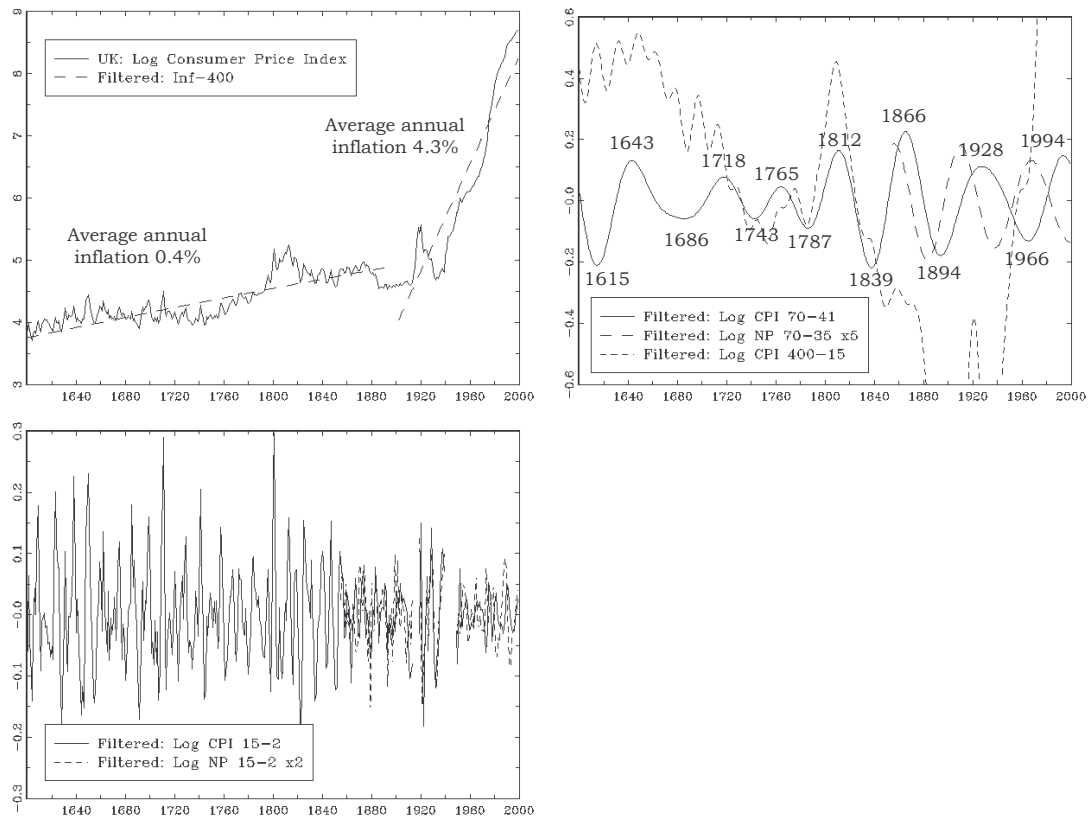 9
8
7
6
5
4
3
UK: Log Consumer Price Index
Filtered: Inf-400
Average annual
inflation 4.3%
Average annual
inflation 0.4%
1640 1680 1720 1760 1800 1840 1880 1920 1960 2000
0.6
0.4
0.2
0.0
-0.2
-0.4
-0.6
1643
1718
1765
1812
1866
1928
1994
1615
1686
1743
1787
1839
1894
1966
Filtered: Log CPI 70-41
Filtered: Log NP 70-35 x5
Filtered: Log CPI 400-15
1640 1680 1720 1760 1800 1840 1880 1920 1960 2000
0.3
0.2
0.1
0.0
-0.1
-0.2
-0.3
Filtered: Log CPI 15-2
Filtered: Log NP 15-2 x2
1640 1680 1720 1760 1800 1840 1880 1920 1960 2000